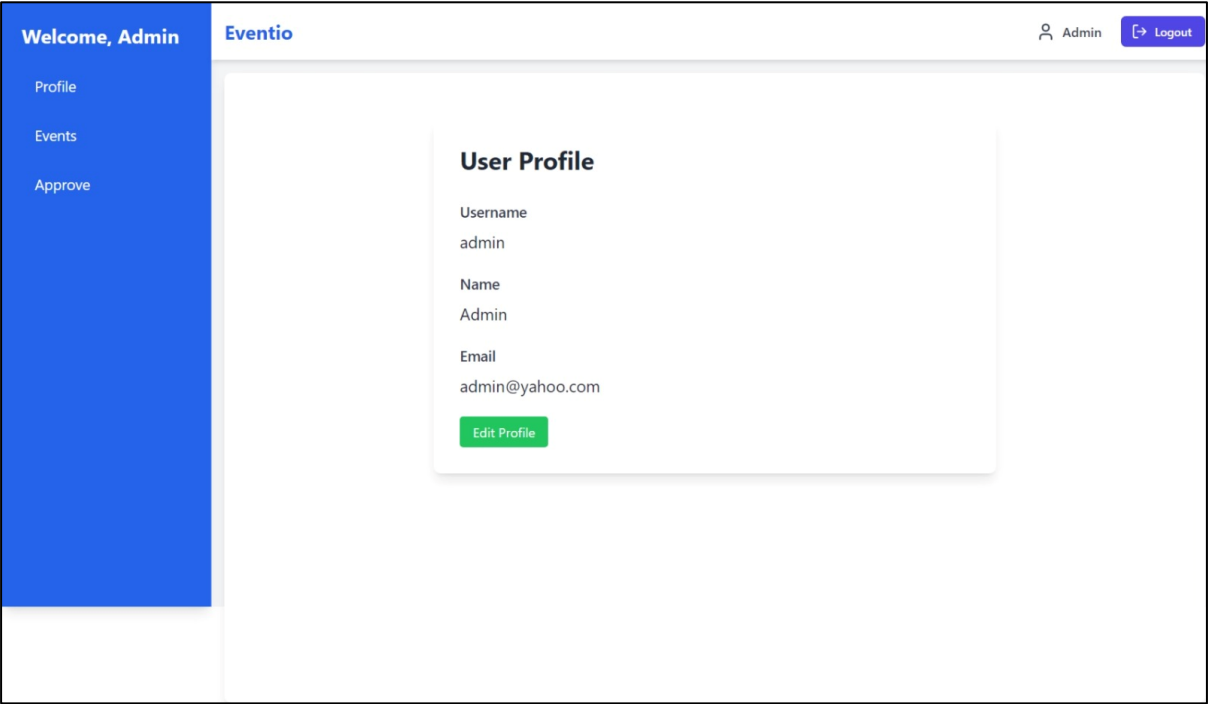 Welcome, Admin
Profile
Events
Approve
Eventio
Admin
Logout
User Profile
Username
admin
Name
Admin
Email
admin@yahoo.com
Edit Profile